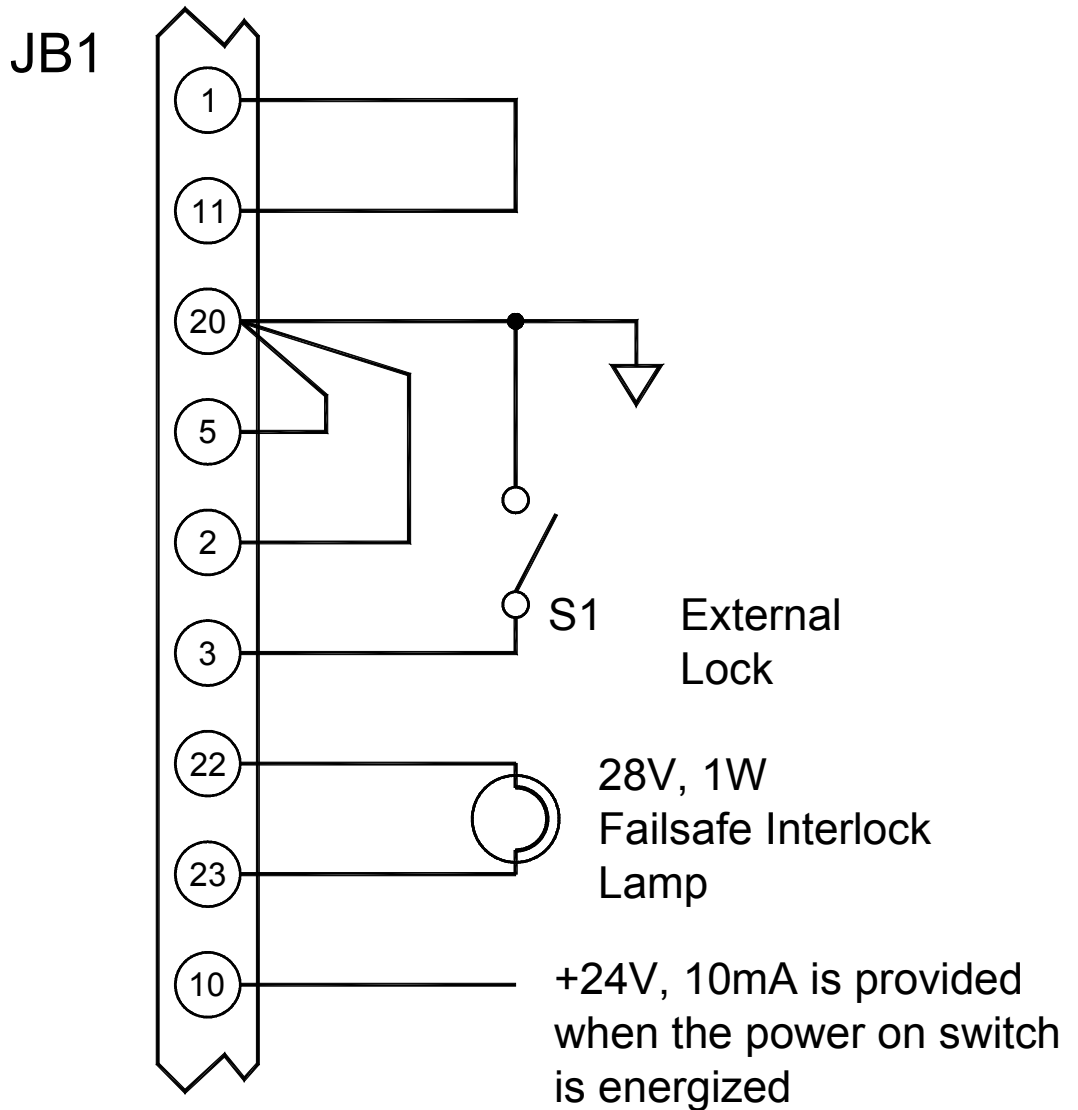 JB1
1
11
20
5
2
3
S1
External
Lock
22
28V, 1W
Failsafe Interlock
Lamp
23
10
+24V, 10mA is provided
when the power on switch
is energized